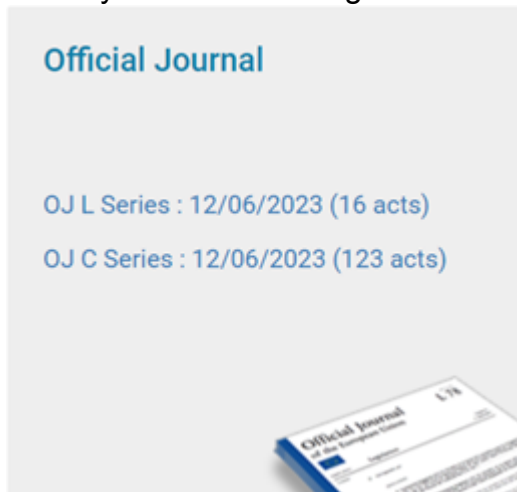 Official Journal
OJ L Series : 12/06/2023 (16 acts)
OJ C Series : 12/06/2023 (123 acts)
L 78
Official Journal
of the European Union
Legislation